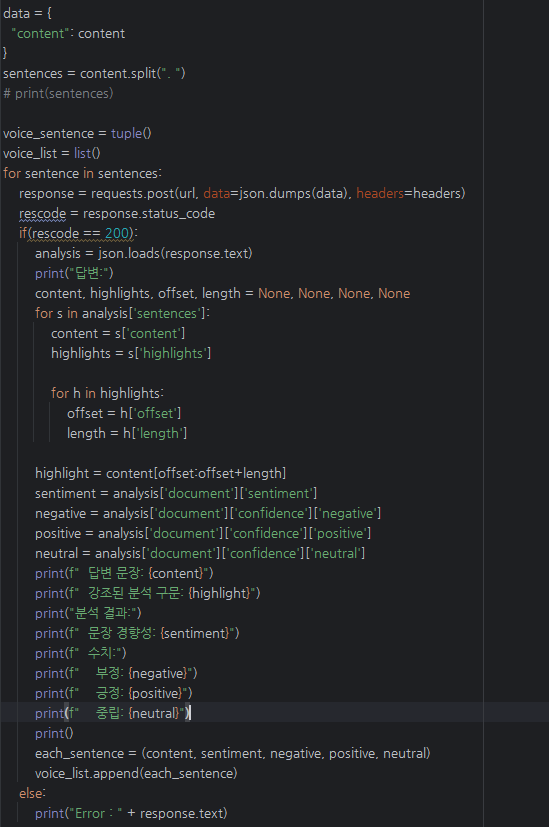 data = {
  "content": content
}
sentences = content.split(". ")
# print(sentences)
voice_sentence = tuple()
voice_list = list()
for sentence in sentences:
    response = requests.post(url, data=json.dumps(data), headers=headers)
    rescode = response.status_code
    if(rescode == 200):
        analysis = json.loads(response.text)
        print("답변:")
        content, highlights, offset, length = None, None, None, None
        for s in analysis['sentences']:
            content = s['content']
            highlights = s['highlights']
            for h in highlights:
                offset = h['offset']
                length = h['length']
        highlight = content[offset:offset+length]
        sentiment = analysis['document']['sentiment']
        negative = analysis['document']['confidence']['negative']
        positive = analysis['document']['confidence']['positive']
        neutral = analysis['document']['confidence']['neutral']
        print(f"  답변 문장: {content}")
        print(f"  강조된 분석 구문: {highlight}")
        print("분석 결과:")
        print(f"  문장 경향성: {sentiment}")
        print(f"  수치:")
        print(f"    부정: {negative}")
        print(f"    긍정: {positive}")
        print(f"    중립: {neutral}")
        print()
        each_sentence = (content, sentiment, negative, positive, neutral)
        voice_list.append(each_sentence)
    else:
        print("Error : " + response.text)